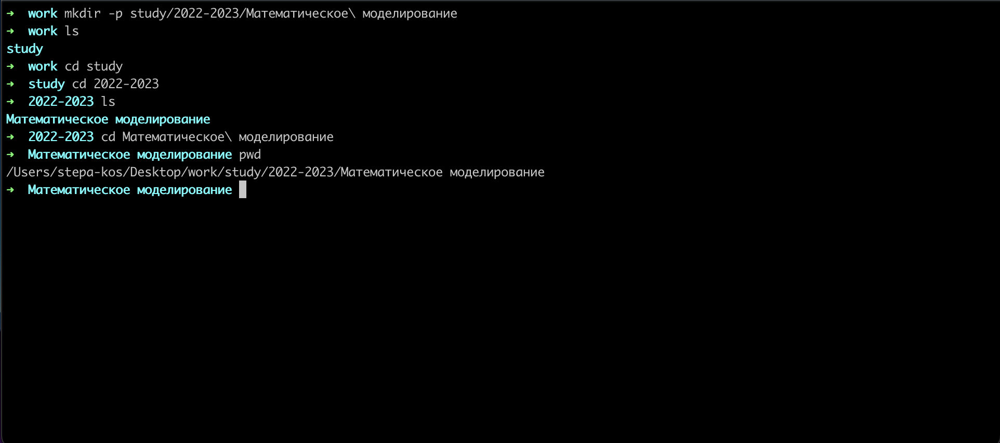 ➜  work mkdir -p study/2022-2023/Математическое\ моделирование
➜  work ls
study
➜  work cd study
➜  study cd 2022-2023
➜  2022-2023 ls
Математическое моделирование
➜  2022-2023 cd Математическое\ моделирование
➜  Математическое моделирование pwd
/Users/stepa-kos/Desktop/work/study/2022-2023/Математическое моделирование
➜  Математическое моделирование